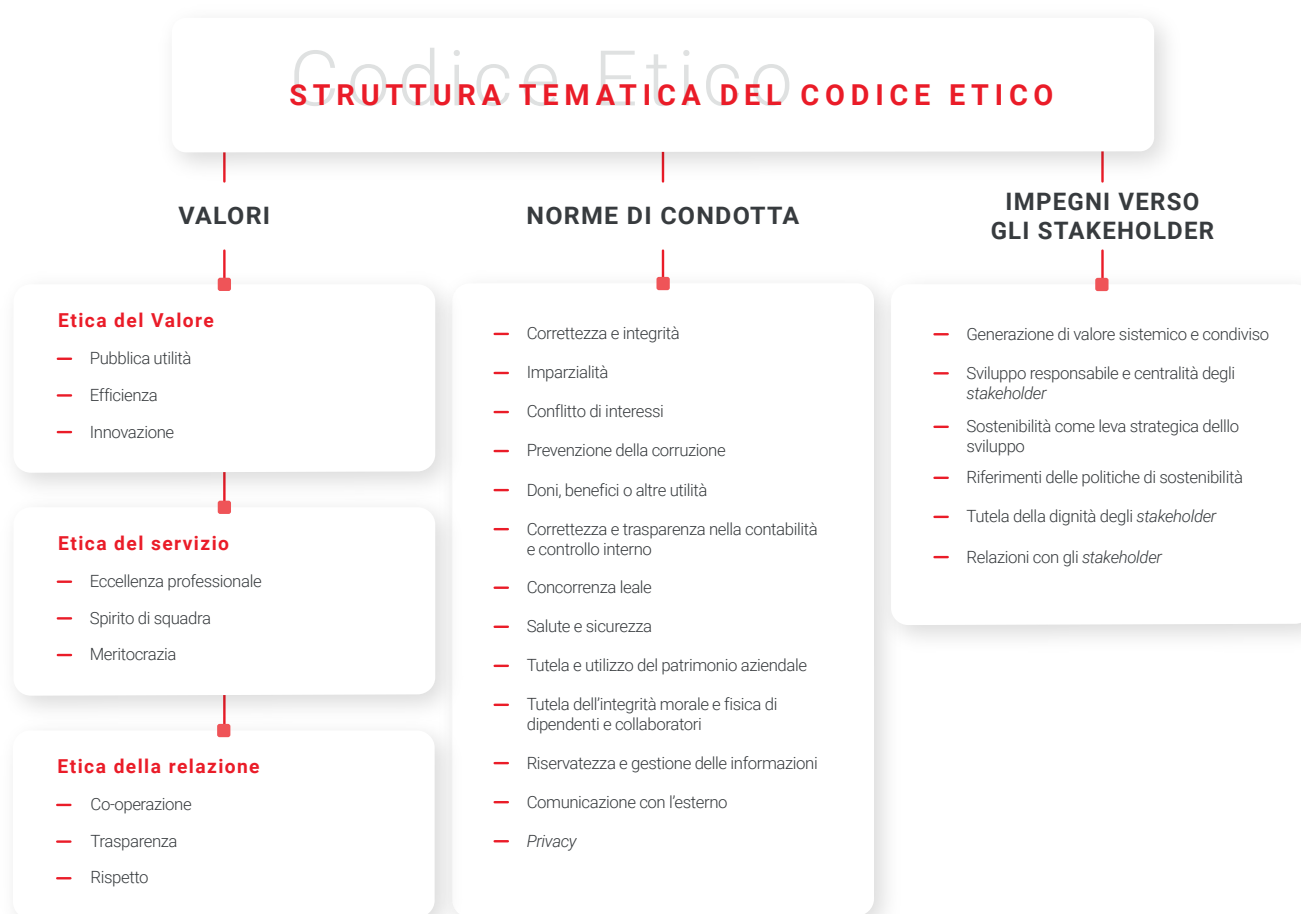 Codice Etico
STRUTTURA TEMATICA DEL CODICE ETICO
VALORI
Etica del Valore
Pubblica utilità
Efficienza
Innovazione
Etica del servizio
Eccellenza professionale
Spirito di squadra
Meritocrazia
Etica della relazione
Co-operazione
Trasparenza
Rispetto
NORME DI CONDOTTA
Correttezza e integrità
Imparzialità
Conflitto di interessi
Prevenzione della corruzione
Doni, benefici o altre utilità
Correttezza e trasparenza nella contabilità
e controllo interno
Concorrenza leale
Salute e sicurezza
Tutela e utilizzo del patrimonio aziendale
Tutela dell'integrità morale e fisica di
dipendenti e collaboratori
Riservatezza e gestione delle informazioni
Comunicazione con l'esterno
Privacy
IMPEGNI VERSO
GLI STAKEHOLDER
Generazione di valore sistemico e condiviso
Sviluppo responsabile e centralità degli
stakeholder
Sostenibilità come leva strategica delllo
sviluppo
Riferimenti delle politiche di sostenibilità
Tutela della dignità degli stakeholder
Relazioni con gli stakeholder